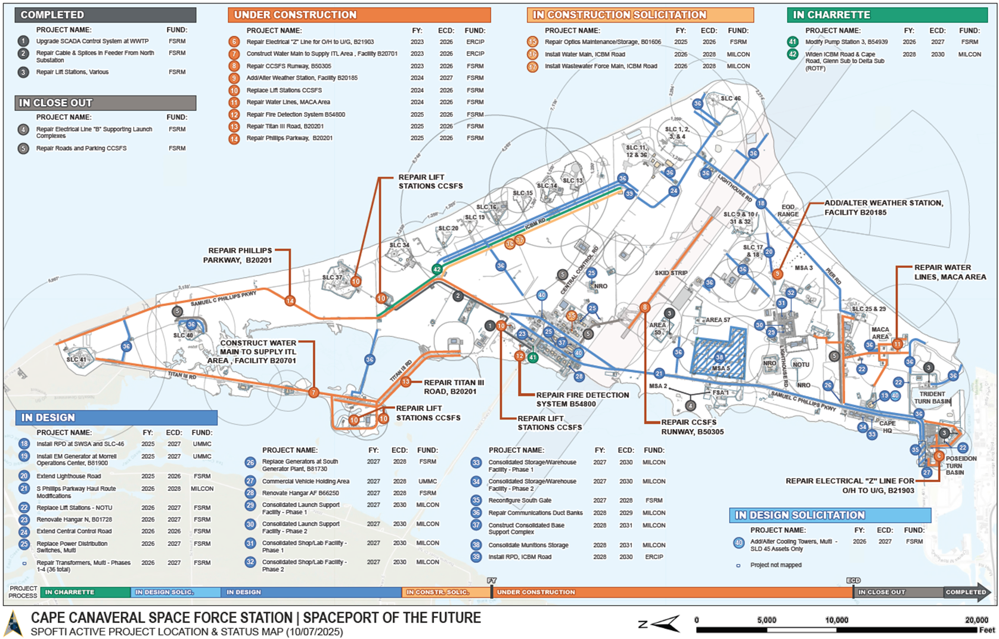 COMPLETED
PROJECT NAME: FUND:
1 Upgrade SCADA Control System at WWTP FSRM
2 Repair Cable & Splices in Feeder From North FSRM
Substation
3 Repair Lift Stations, Various FSRM
IN CLOSE OUT
PROJECT NAME: FUND:
4 Repair Electrical Line "B" Supporting Launch FSRM
Complexes
5 Repair Roads and Parking CCSFS FSRM
UNDER CONSTRUCTION
PROJECT NAME: FY: ECD: FUND:
6 Repair Electrical "Z" Line for O/H to U/G, B21903 2023 2026 ERCIP
7 Construct Water Main to Supply ITL Area , Facility B20701 2023 2026 ERCIP
8 Repair CCSFS Runway, B50305 2023 2026 FSRM
9 Add/Alter Weather Station, Facility B20185 2024 2027 FSRM
10 Replace Lift Stations CCSFS 2024 2026 FSRM
11 Repair Water Lines, MACA Area 2024 2026 FSRM
12 Repair Fire Detection System B54800 2025 2026 FSRM
13 Repair Titan III Road, B20201 2025 2026 FSRM
14 Repair Phillips Parkway, B20201 2025 2026 FSRM
IN CONSTRUCTION SOLICITATION
PROJECT NAME: FY: ECD: FUND:
15 Repair Optics Maintenance/Storage, B01606 2025 2026 FSRM
16 Install Water Main, ICBM Road 2026 2028 MILCON
17 Install Wastewater Force Main, ICBM Road 2026 2028 MILCON
IN CHARRETTE
PROJECT NAME: FY: ECD: FUND:
41 Modify Pump Station 3, B54939 2026 2027 FSRM
42 Widen ICBM Road & Cape 2028 2030 MILCON
Road, Glenn Sub to Delta Sub
(ROTF)
SLC 46
SLC 1, 2,
3, & 4
SLC 11,
12 & 36
SLC 13
SLC 14
SLC 15
SLC 16
SLC 19
SLC 20
SLC 34
SLC 37
SLC 40
SLC 41
ICBM RD
LIGHTHOUSE RD
EOD
RANGE
SLC 9 & 10 /
31 & 32
SLC 17
& 18
MSA 3
PIER RD
SKID STRIP
CENTRAL CONTROL RD
NRO
REPAIR LIFT
STATIONS CCSFS
ADD/ALTER WEATHER STATION,
FACILITY B20185
REPAIR PHILLIPS
PARKWAY, B20201
REPAIR WATER
LINES, MACA AREA
SAMUEL C PHILLIPS PKWY
SLC 25 & 29
MACA
AREA
AREA
59
AREA 57
MSA 5
NRO
NOTU
NRO
LIGHTHOUSE RD
CONSTRUCT WATER
MAIN TO SUPPLY ITL
AREA , FACILITY B20701
TITAN III RD
TITAN III RD
REPAIR TITAN III
ROAD, B20201
REPAIR LIFT
STATIONS CCSFS
REPAIR FIRE DETECTION
SYSTEM B54800
REPAIR LIFT
STATIONS CCSFS
MSA 2
FSA 1
SAMUEL C PHILLIPS PKWY
REPAIR CCSFS
RUNWAY, B50305
TRIDENT
TURN BASIN
CAPE
HQ
POSEIDON
TURN
BASIN
REPAIR ELECTRICAL "Z" LINE FOR
O/H TO U/G, B21903
IN DESIGN
PROJECT NAME: FY: ECD: FUND:
18 Install RPD at SWSA and SLC-46 2025 2027 UMMC
19 Install EM Generator at Morrell 2025 2027 UMMC
Operations Center, B81900
20 Extend Lighthouse Road 2025 2026 FSRM
21 S Phillips Parkway Haul Route 2026 2028 MILCON
Modifications
22 Replace Lift Stations - NOTU 2026 2027 FSRM
23 Renovate Hangar N, B01728 2026 2027 FSRM
24 Extend Central Control Road 2026 2026 FSRM
25 Replace Power Distribution 2026 2027 FSRM
Switches, Multi
Repair Transformers, Multi - Phases 2026 2027 FSRM
1-4 (36 total)
PROJECT NAME: FY: ECD: FUND:
26 Replace Generators at South 2027 2028 FSRM
Generator Plant, B81730
27 Commercial Vehicle Holding Area 2027 2028 UMMC
28 Renovate Hangar AF B66250 2027 2028 FSRM
29 Consolidated Launch Support 2027 2030 MILCON
Facility - Phase 1
30 Consolidated Launch Support 2027 2030 MILCON
Facility - Phase 2
31 Consolidated Shop/Lab Facility - 2027 2030 MILCON
Phase 1
32 Consolidated Shop/Lab Facility - 2027 2030 MILCON
Phase 2
PROJECT NAME: FY: ECD: FUND:
33 Consolidated Storage/Warehouse 2027 2030 MILCON
Facility - Phase 1
34 Consolidated Storage/Warehouse 2027 2030 MILCON
Facility - Phase 2
35 Reconfigure South Gate 2027 2028 FSRM
36 Repair Communications Duct Banks 2028 2029 MILCON
37 Construct Consolidated Base 2028 2031 MILCON
Support Complex
38 Consolidate Munitions Storage 2028 2031 MILCON
39 Install RPD, ICBM Road 2028 2030 ERCIP
IN DESIGN SOLICITATION
PROJECT NAME: FY: ECD: FUND:
40 Add/Alter Cooling Towers, Multi - 2026 2027 FSRM
SLD 45 Assets Only
Project not mapped
FY ECD
PROJECT
PROCESS
IN CHARRETTE IN DESIGN SOLIC. IN DESIGN IN CONSTR. SOLIC. UNDER CONSTRUCTION IN CLOSE OUT COMPLETED
CAPE CANAVERAL SPACE FORCE STATION | SPACEPORT OF THE FUTURE
SPOFTI ACTIVE PROJECT LOCATION & STATUS MAP (10/07/2025)
N
0 5,000 10,000 20,000
Feet